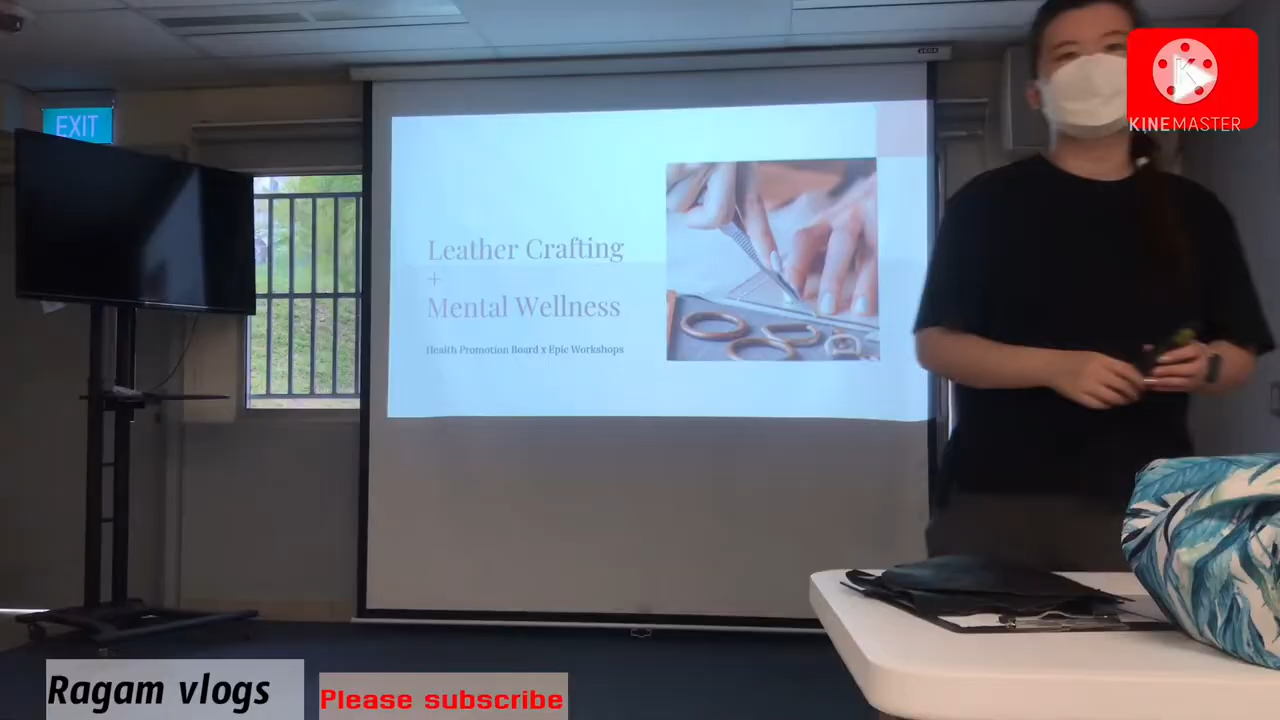 EXIT
KINEMASTER
Leather Crafting
+
Mental Wellness
Health Promotion Board x Epic Workshops
Ragam vlogs
Please subscribe